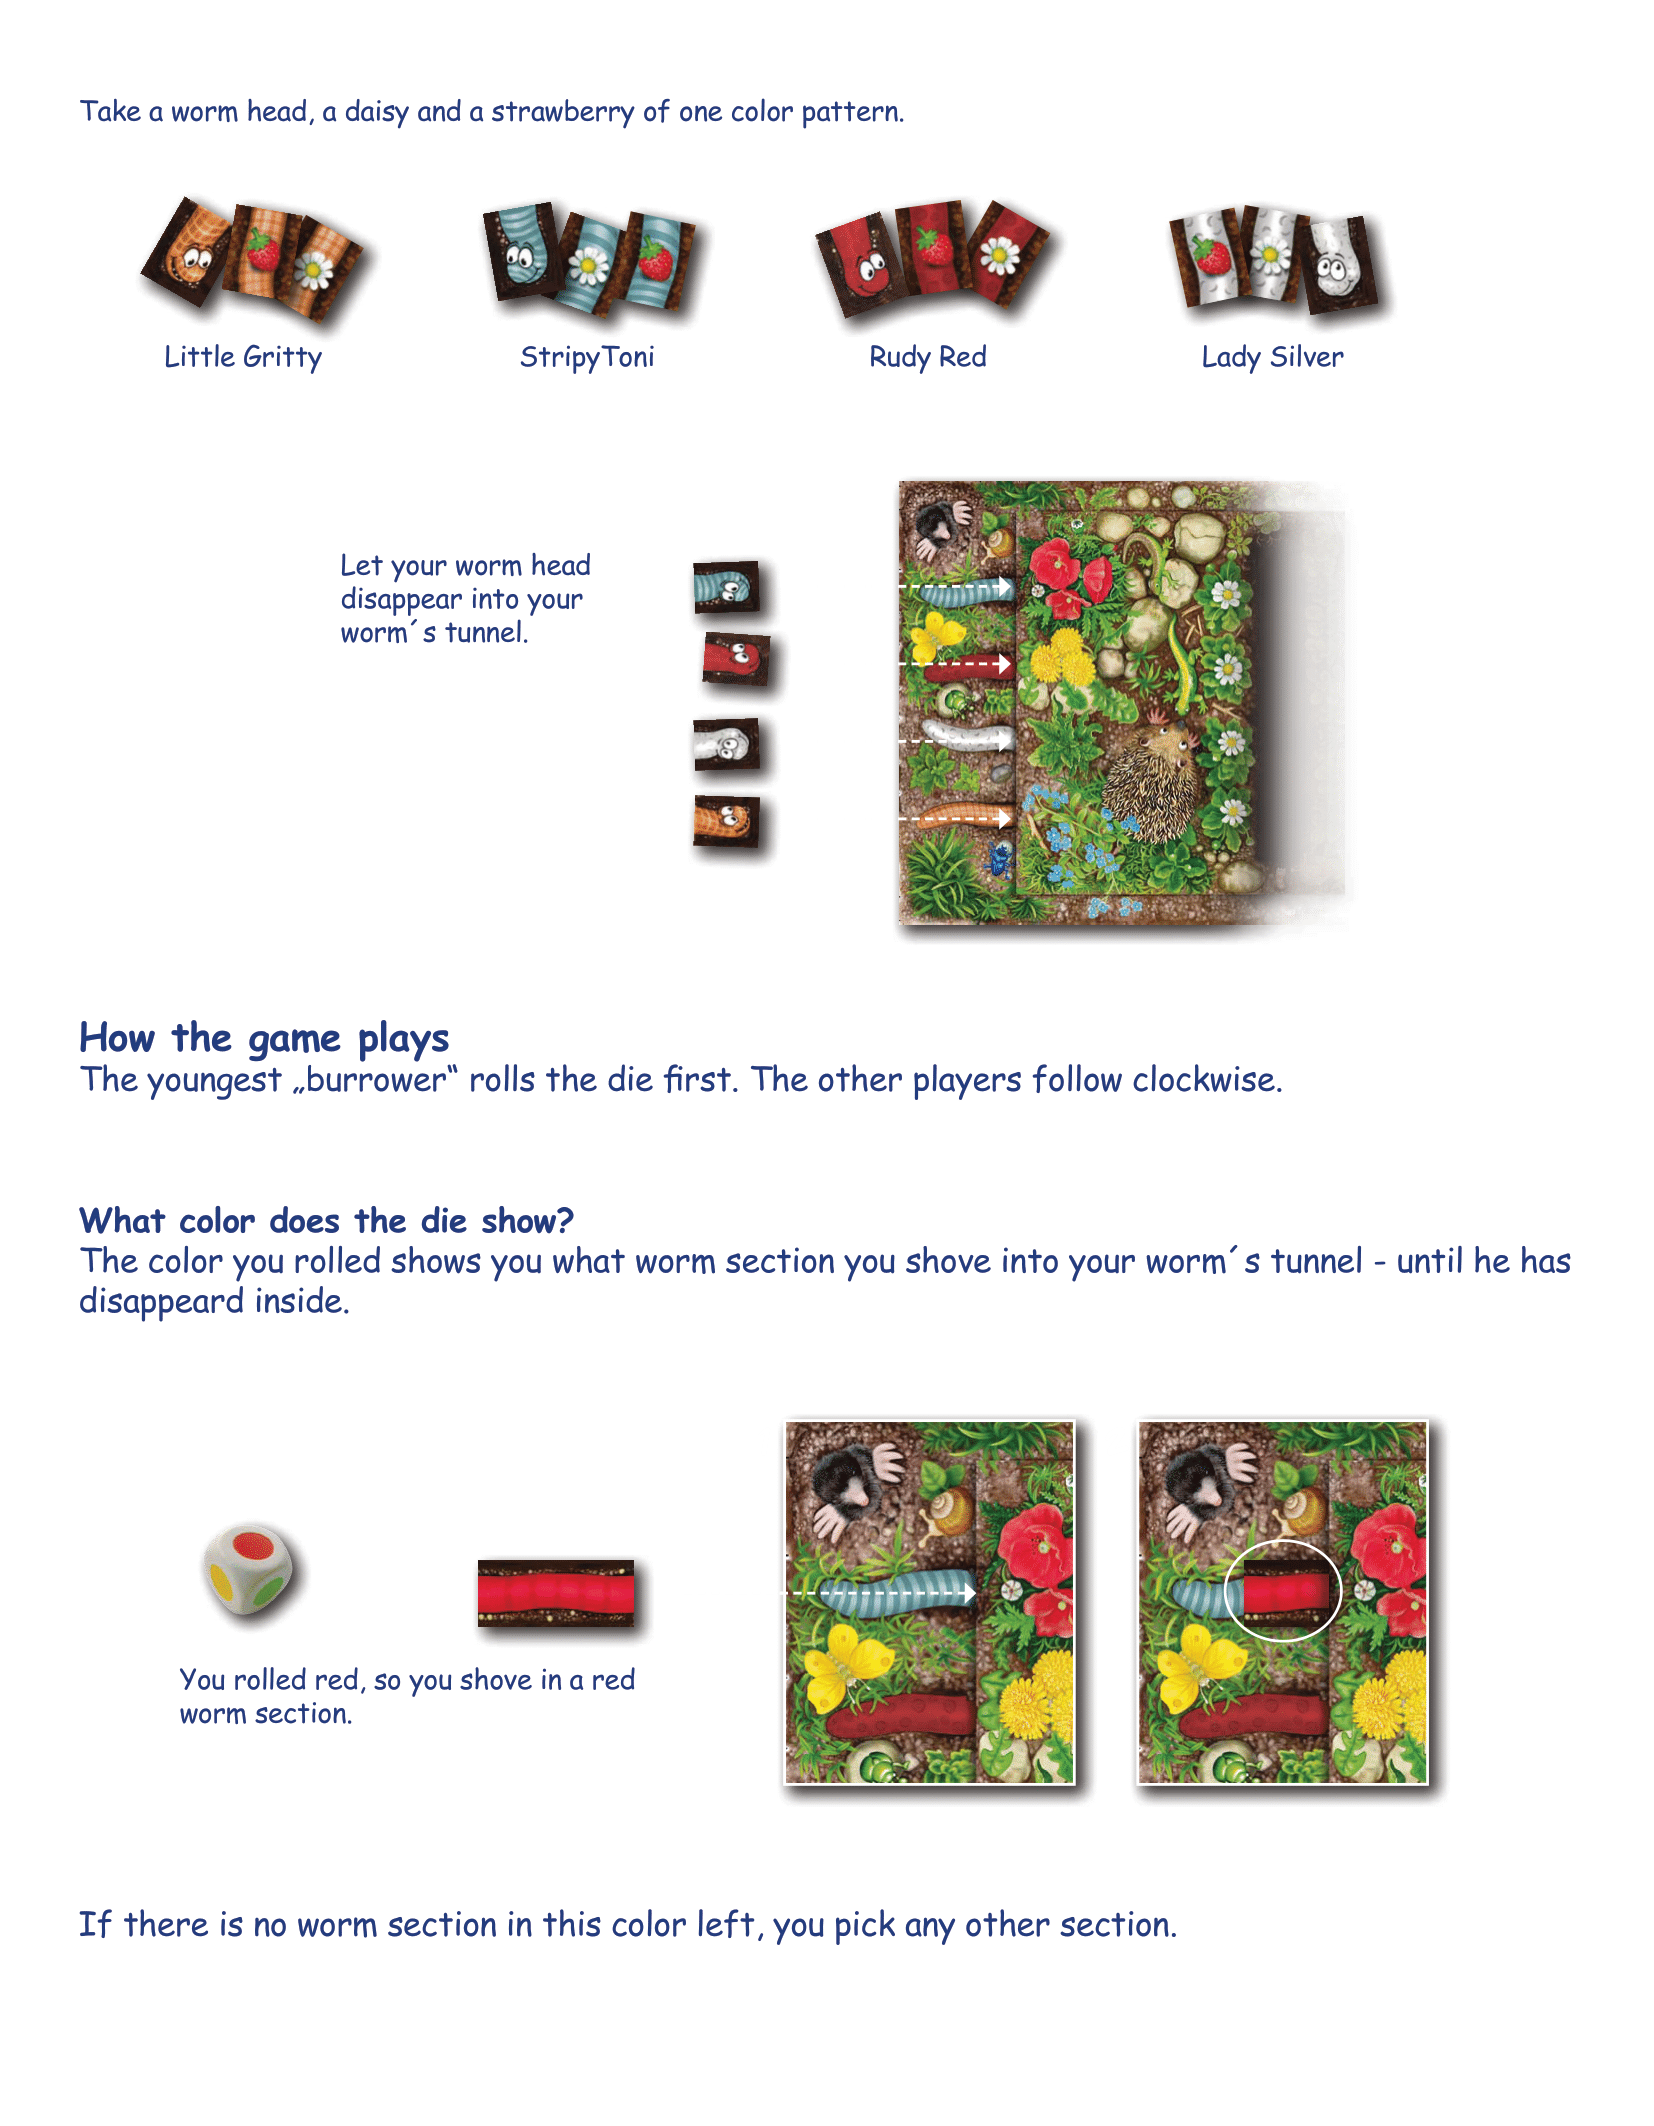 Take a worm head, a daisy and a strawberry of one color pattern.
Little Gritty
StripyToni
Rudy Red
Lady Silver
Let your worm head
disappear into your
worm´s tunnel.
How the game plays
The youngest „burrower“ rolls the die first. The other players follow clockwise.
What color does the die show?
The color you rolled shows you what worm section you shove into your worm´s tunnel - until he has
disappeard inside.
You rolled red, so you shove in a red
worm section.
If there is no worm section in this color left, you pick any other section.